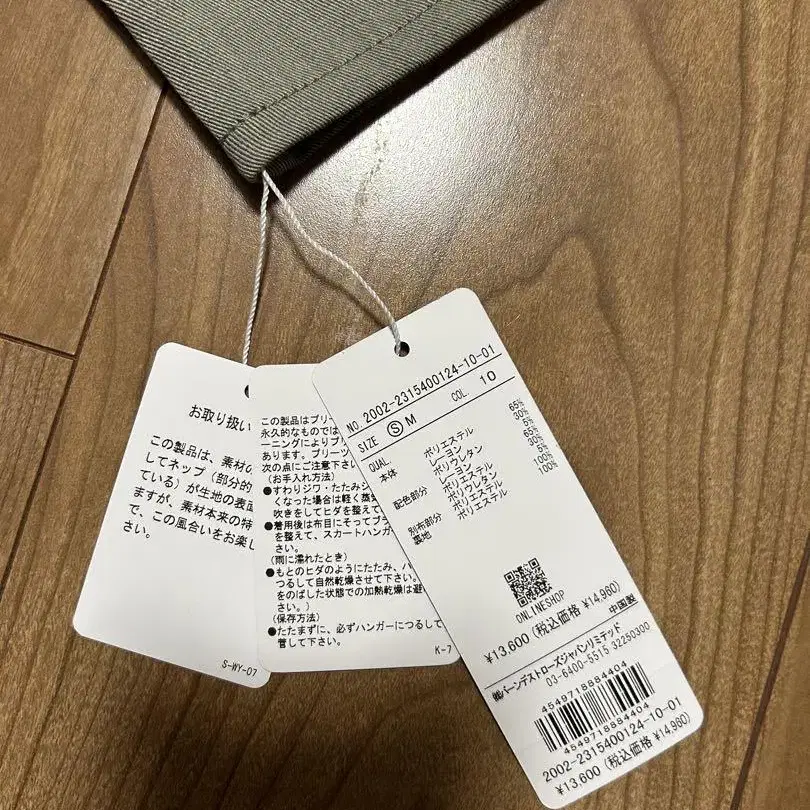 お取り扱い
この製品は、素材の
してネップ（部分的
ている）が生地の表面
ますが、素材本来の特
で、この風合いをお楽し
さい。
S-WY-07
この製品はプリー
永久的なものでは
ーニングによりプリ
あります。プリーツ
次の点にご注意下さい
(お手入れ方法)
●すわりジワ・たたみジ
くなった場合は軽く蒸気
吹きをしてヒダを整えて
●着用後は布目にそってブラ
を整えて、スカートハンガ
さい。
(雨に濡れたとき)
●もとのヒダのようにたたみ、ハ
つるして自然乾燥させて下さい。
をのばした状態での加熱乾燥は避
さい。)
(保存方法)
●たたまずに、必ずハンガーにつるして
管して下さい。
K-7
NO. 2002-2315400124-10-01
SIZE S M COL 10
QUAL
本体 ポリエステル 65%
レーヨン 30%
ポリウレタン 5%
配色部分 レーヨン 65%
ポリエステル 30%
ポリウレタン 5%
別布部分 ポリエステル 100%
裏地 ポリエステル 100%
ONLINESHOP
¥13,600 (税込価格 ¥14,960)
中国製
㈱バーンデストローズジャパンリミテッド
03-6400-5515 32250300
4549718884404
4549718884404
2002-2315400124-10-01
¥13,600 (税込価格 ¥14,960)